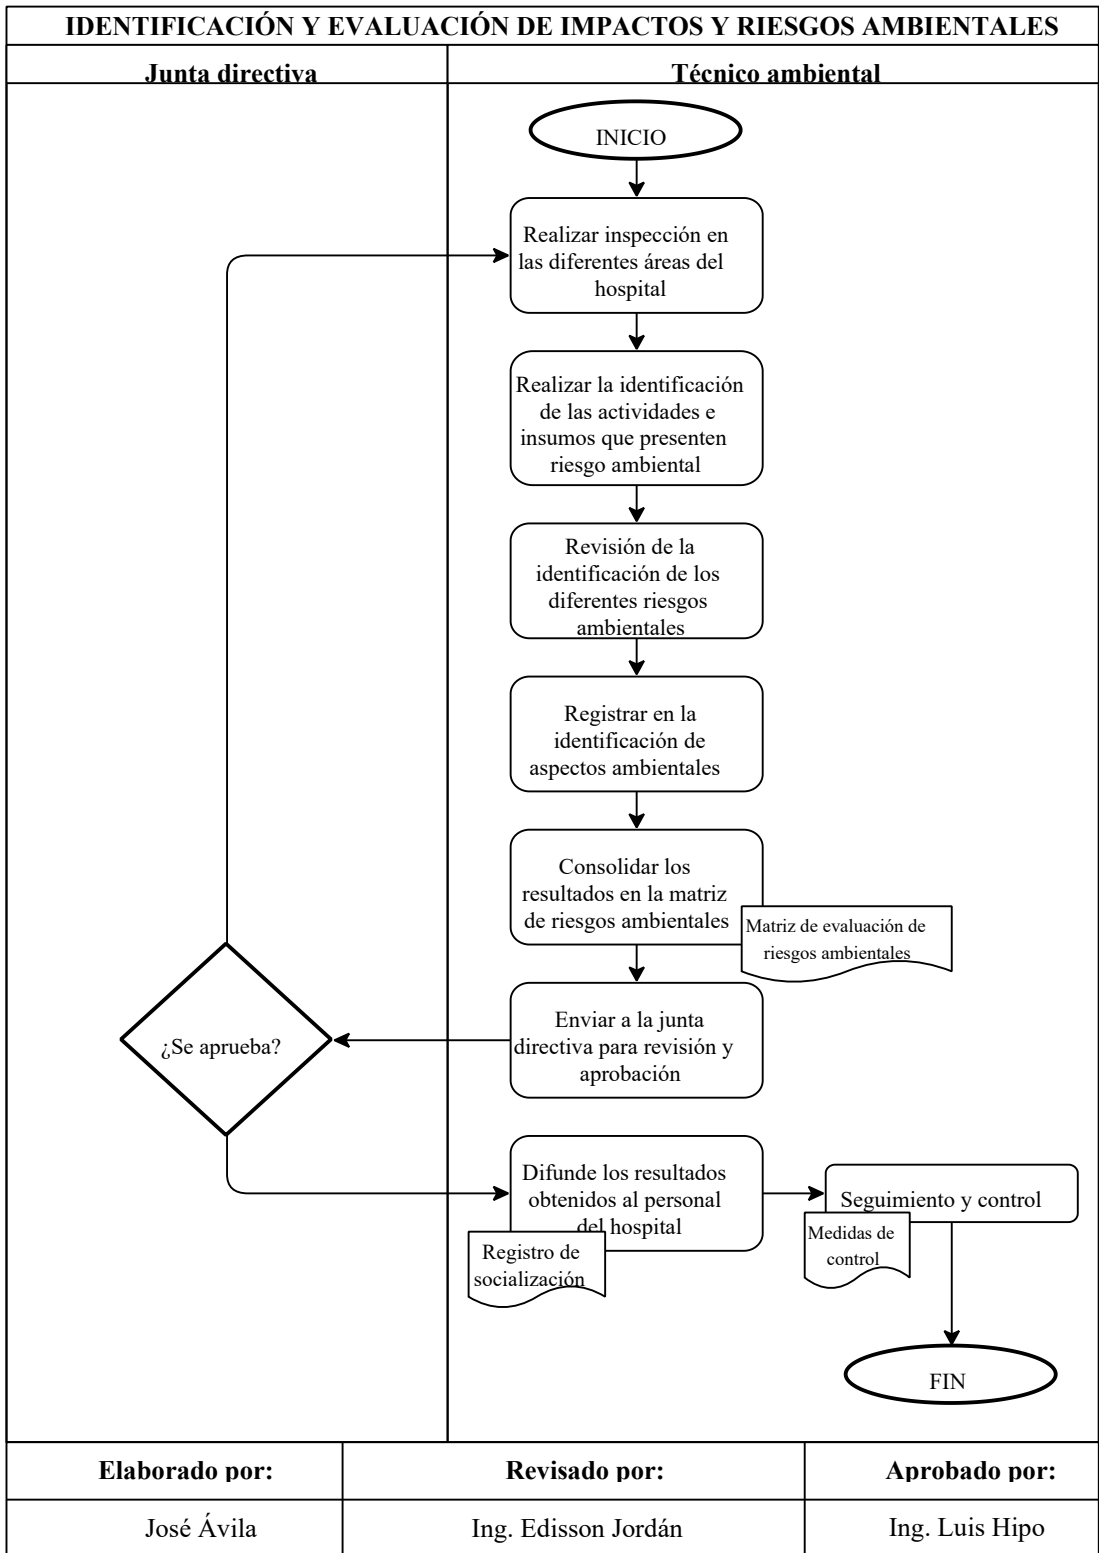 IDENTIFICACIÓN Y EVALUACIÓN DE IMPACTOS Y RIESGOS AMBIENTALES
Junta directiva
Técnico ambiental
INICIO
Realizar inspección en
las diferentes áreas del
hospital
Realizar la identificación
de las actividades e
insumos que presenten
riesgo ambiental
Revisión de la
identificación de los
diferentes riesgos
ambientales
Registrar en la
identificación de
aspectos ambientales
Consolidar los
resultados en la matriz
de riesgos ambientales
Matriz de evaluación de
riesgos ambientales
Enviar a la junta
directiva para revisión y
aprobación
¿Se aprueba?
Difunde los resultados
obtenidos al personal
del hospital
Registro de
socialización
Seguimiento y control
Medidas de
control
FIN
Elaborado por:
Revisado por:
Aprobado por:
José Ávila
Ing. Edisson Jordán
Ing. Luis Hipo